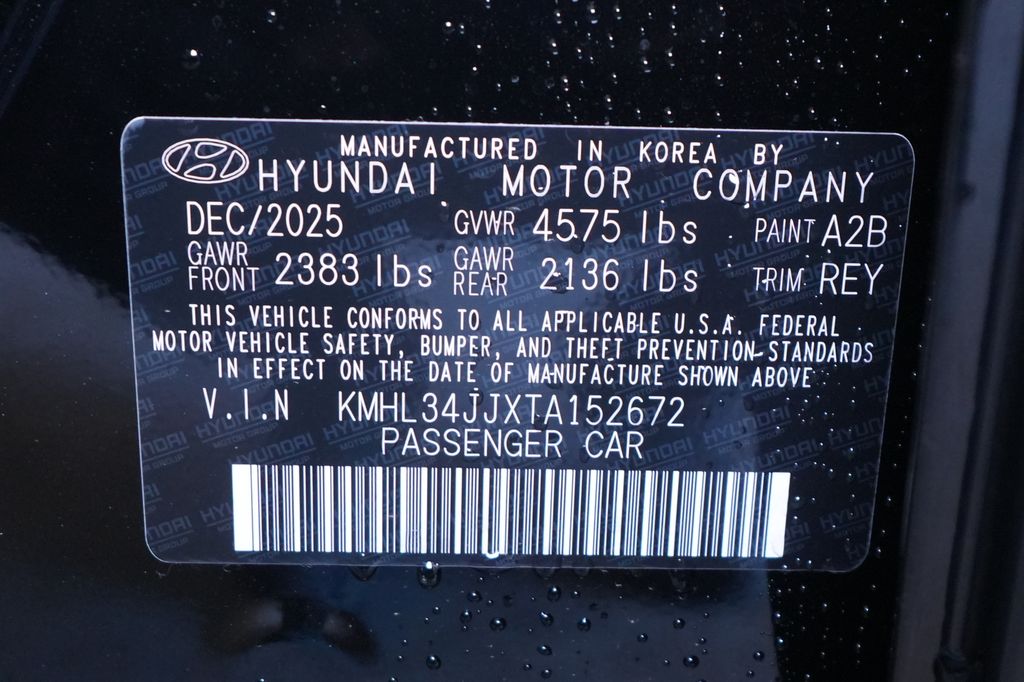 MANUFACTURED IN KOREA BY
HYUNDAI MOTOR COMPANY
DEC/2025 GVWR 4575 lbs PAINT A2B
GAWR FRONT 2383 lbs GAWR REAR 2136 lbs TRIM REY
THIS VEHICLE CONFORMS TO ALL APPLICABLE U.S.A. FEDERAL
MOTOR VEHICLE SAFETY, BUMPER, AND THEFT PREVENTION STANDARDS
IN EFFECT ON THE DATE OF MANUFACTURE SHOWN ABOVE
V.I.N KMHL34JJXTA152672
PASSENGER CAR